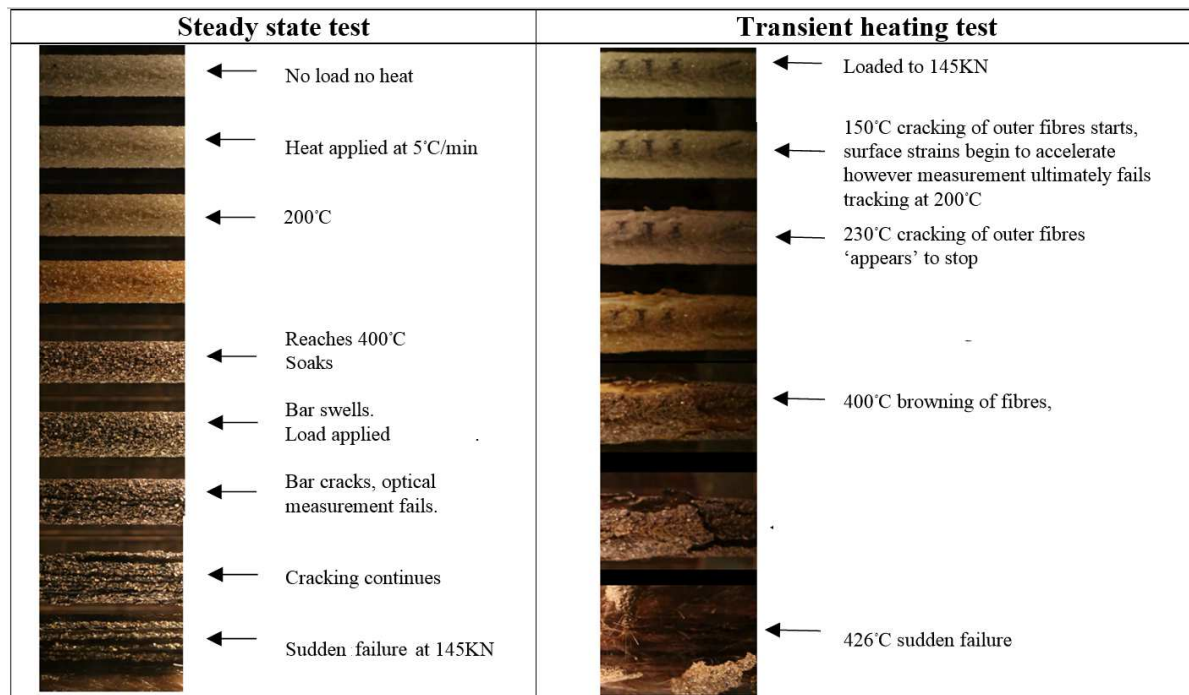 Steady state test
No load no heat
Heat applied at 5°C/min
200°C
Reaches 400°C
Soaks
Bar swells.
Load applied
Bar cracks, optical
measurement fails.
Cracking continues
Sudden failure at 145KN
Transient heating test
Loaded to 145KN
150°C cracking of outer fibres starts,
surface strains begin to accelerate
however measurement ultimately fails
tracking at 200°C
230°C cracking of outer fibres
‘appears’ to stop
400°C browning of fibres,
426°C sudden failure